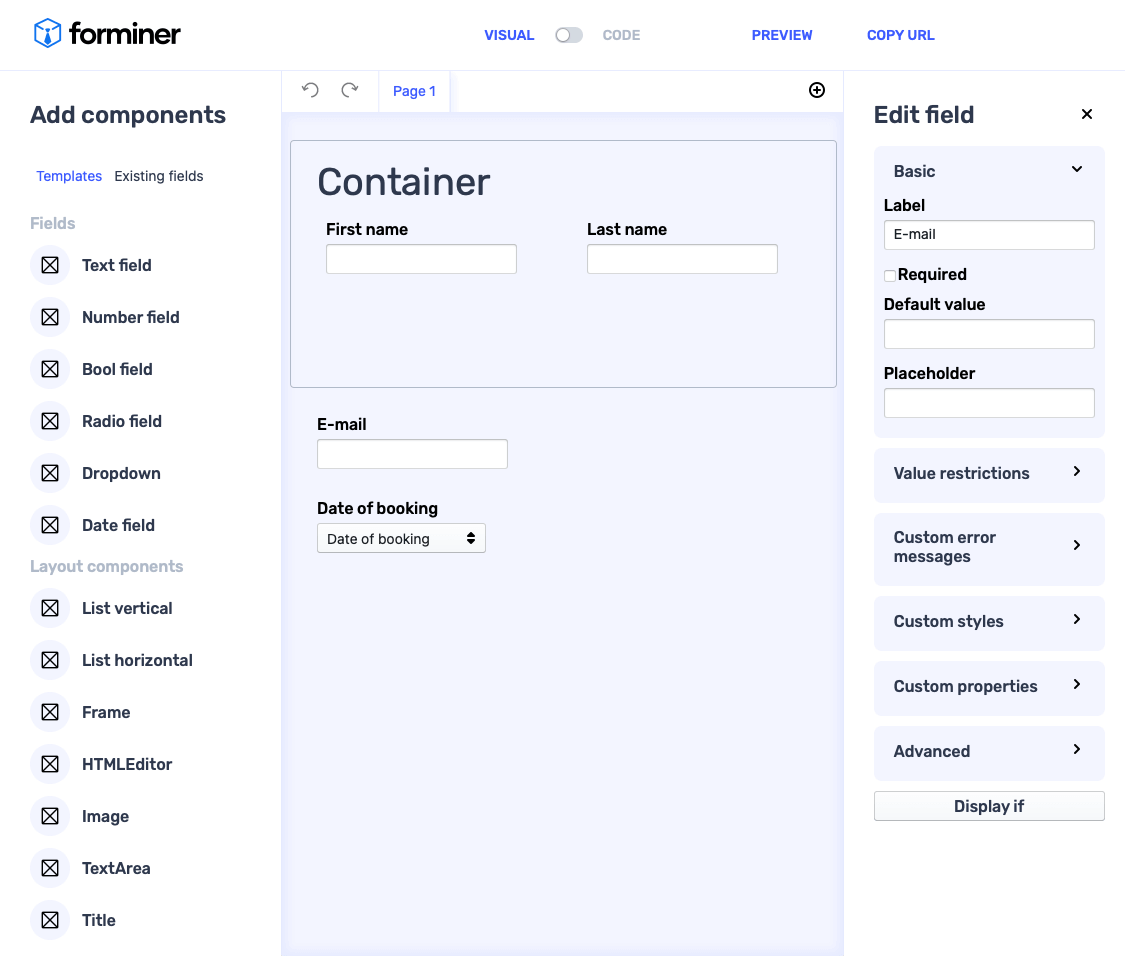 forminer
VISUAL CODE PREVIEW COPY URL
Add components
Templates Existing fields
Fields
Text field
Number field
Bool field
Radio field
Dropdown
Date field
Layout components
List vertical
List horizontal
Frame
HTMLEditor
Image
TextArea
Title
Page 1
Container
First name Last name
E-mail
Date of booking
Date of booking
Edit field
Basic
Label
E-mail
Required
Default value
Placeholder
Value restrictions
Custom error
messages
Custom styles
Custom properties
Advanced
Display if